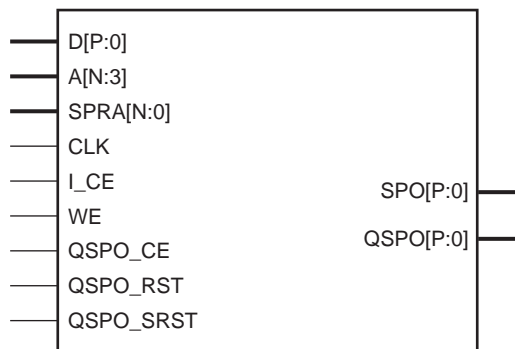 D[P:0]
A[N:3]
SPRA[N:0]
CLK
I_CE
WE
QSPO_CE
QSPO_RST
QSPO_SRST
SPO[P:0]
QSPO[P:0]